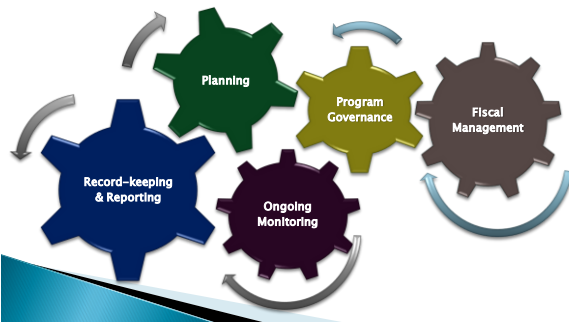 Planning
Program
Governance
Fiscal
Management
Record-keeping
& Reporting
Ongoing
Monitoring